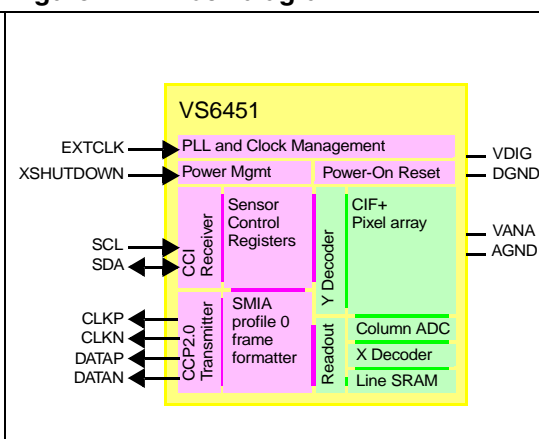 VS6451
EXTCLK
PLL and Clock Management
VDIG
XSHUTDOWN
Power Mgmt
Power-On Reset
DGND
CCI
Receiver
Sensor
Control
Registers
Y Decoder
CIF+
Pixel array
VANA
AGND
SCL
SDA
CLKP
CLKN
DATAP
DATAN
CCP2.0
Transmitter
SMIA
profile 0
frame
formatter
Readout
Column ADC
X Decoder
Line SRAM